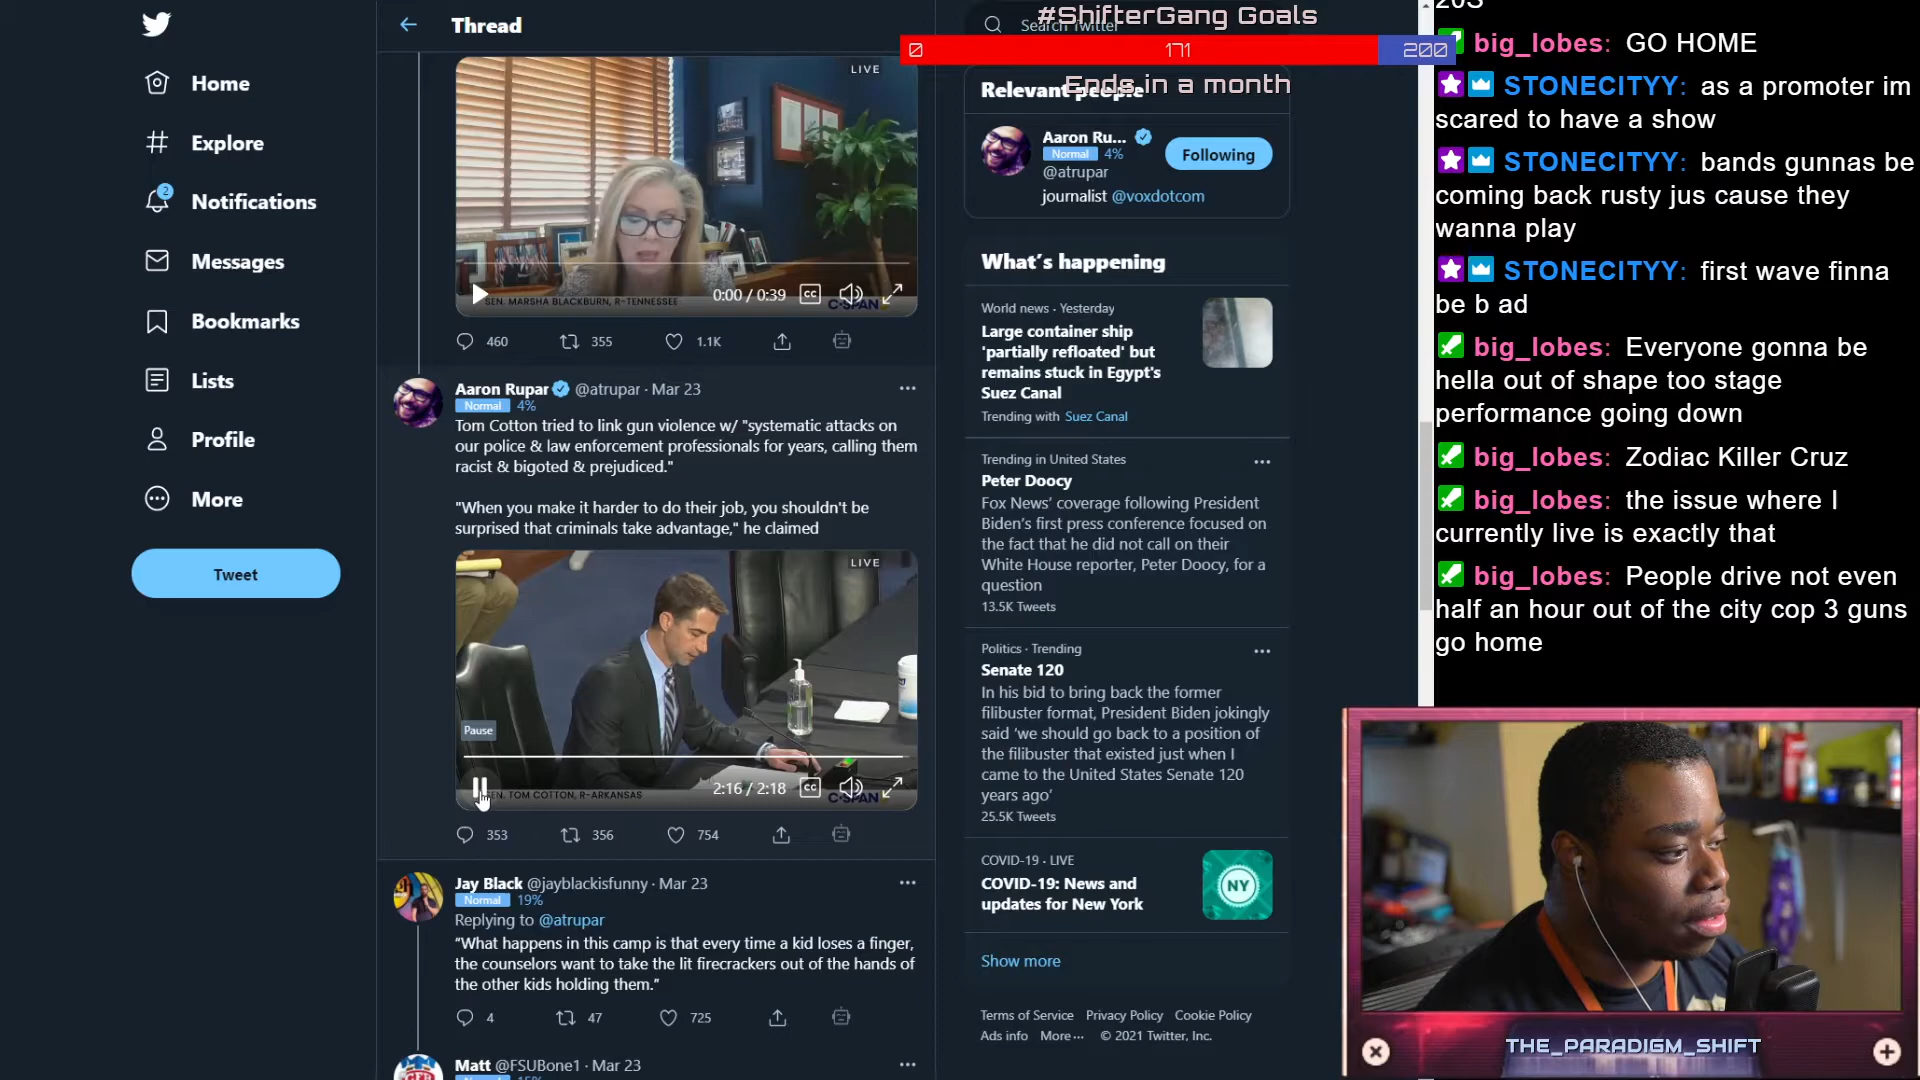 Home
Explore
2
Notifications
Messages
Bookmarks
Lists
Profile
More
Tweet
Thread
LIVE
SEN. MARSHA BLACKBURN, R-TENNESSEE
0:00 / 0:39
CC
460
355
1.1K
Aaron Rupar @atrupar · Mar 23
Normal 4%
Tom Cotton tried to link gun violence w/ "systematic attacks on
our police & law enforcement professionals for years, calling them
racist & bigoted & prejudiced."
"When you make it harder to do their job, you shouldn't be
surprised that criminals take advantage," he claimed
LIVE
Pause
TOM COTTON, R-ARKANSAS
2:16 / 2:18
CC
353
356
754
Jay Black @jayblackisfunny · Mar 23
Normal 19%
Replying to @atrupar
"What happens in this camp is that every time a kid loses a finger,
the counselors want to take the lit firecrackers out of the hands of
the other kids holding them."
4
47
725
Matt @FSUBone1 · Mar 23
#ShifterGang Goals
Search Twitter
0
171
200
Ends in a month
Relevant people
Aaron Ru...
Normal 4%
@atrupar
Following
journalist @voxdotcom
What's happening
World news · Yesterday
Large container ship
'partially refloated' but
remains stuck in Egypt's
Suez Canal
Trending with Suez Canal
Trending in United States
Peter Doocy
Fox News' coverage following President
Biden's first press conference focused on
the fact that he did not call on their
White House reporter, Peter Doocy, for a
question
13.5K Tweets
Politics · Trending
Senate 120
In his bid to bring back the former
filibuster format, President Biden jokingly
said 'we should go back to a position of
the filibuster that existed just when I
came to the United States Senate 120
years ago'
25.5K Tweets
COVID-19 · LIVE
COVID-19: News and
updates for New York
NY
Show more
Terms of Service Privacy Policy Cookie Policy
Ads info More··· © 2021 Twitter, Inc.
big_lobes: GO HOME
STONECITYY: as a promoter im
scared to have a show
STONECITYY: bands gunnas be
coming back rusty jus cause they
wanna play
STONECITYY: first wave finna
be b ad
big_lobes: Everyone gonna be
hella out of shape too stage
performance going down
big_lobes: Zodiac Killer Cruz
big_lobes: the issue where I
currently live is exactly that
big_lobes: People drive not even
half an hour out of the city cop 3 guns
go home
THE_PARADIGM_SHIFT